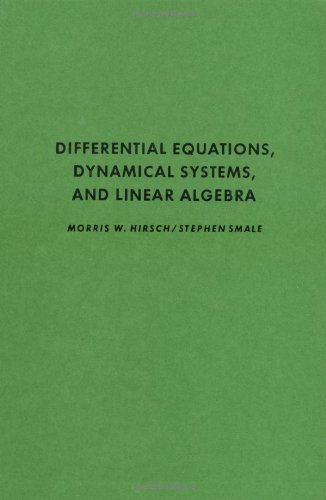 DIFFERENTIAL EQUATIONS,
DYNAMICAL SYSTEMS,
AND LINEAR ALGEBRA
MORRIS W. HIRSCH/STEPHEN SMALE